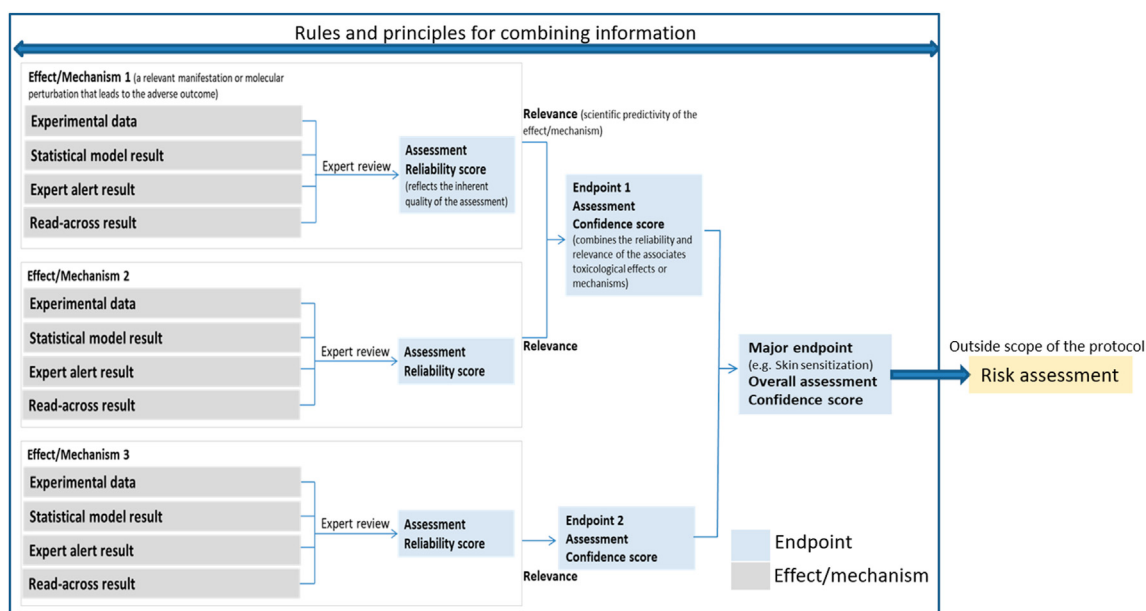 Rules and principles for combining information
Effect/Mechanism 1 (a relevant manifestation or molecular
perturbation that leads to the adverse outcome)
Experimental data
Statistical model result
Expert alert result
Read-across result
Expert review
Assessment
Reliability score
(reflects the inherent
quality of the assessment)
Relevance (scientific predictivity of the
effect/mechanism)
Effect/Mechanism 2
Experimental data
Statistical model result
Expert alert result
Read-across result
Expert review
Assessment
Reliability score
Relevance
Endpoint 1
Assessment
Confidence score
(combines the reliability and
relevance of the associates
toxicological effects or
mechanisms)
Effect/Mechanism 3
Experimental data
Statistical model result
Expert alert result
Read-across result
Expert review
Assessment
Reliability score
Relevance
Endpoint 2
Assessment
Confidence score
Major endpoint
(e.g. Skin sensitization)
Overall assessment
Confidence score
Outside scope of the protocol
Risk assessment
Endpoint
Effect/mechanism